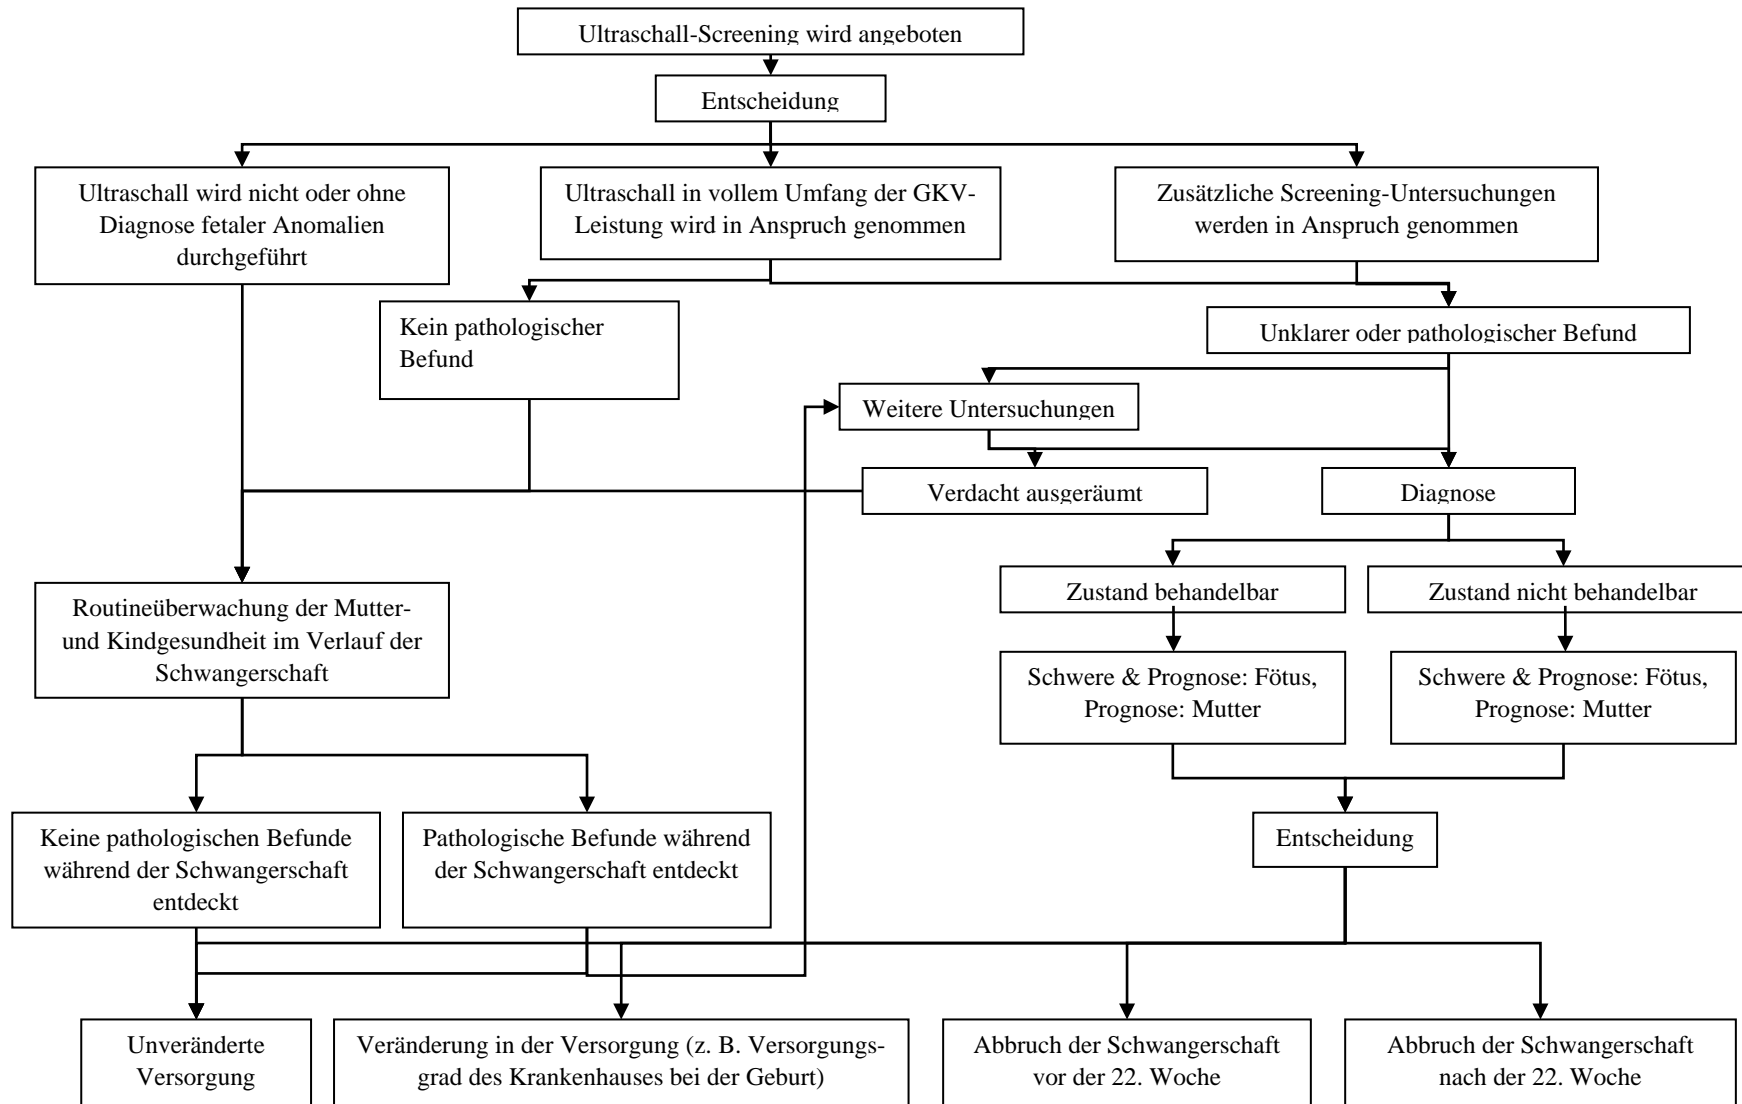 Ultraschall-Screening wird angeboten
Entscheidung
Ultraschall wird nicht oder ohne
Diagnose fetaler Anomalien
durchgeführt
Ultraschall in vollem Umfang der GKV-
Leistung wird in Anspruch genommen
Zusätzliche Screening-Untersuchungen
werden in Anspruch genommen
Kein pathologischer
Befund
Unklarer oder pathologischer Befund
Weitere Untersuchungen
Verdacht ausgeräumt
Diagnose
Zustand behandelbar
Zustand nicht behandelbar
Routineüberwachung der Mutter-
und Kindgesundheit im Verlauf der
Schwangerschaft
Schwere & Prognose: Fötus,
Prognose: Mutter
Schwere & Prognose: Fötus,
Prognose: Mutter
Keine pathologischen Befunde
während der Schwangerschaft
entdeckt
Pathologische Befunde während
der Schwangerschaft entdeckt
Entscheidung
Unveränderte
Versorgung
Veränderung in der Versorgung (z. B. Versorgungs-
grad des Krankenhauses bei der Geburt)
Abbruch der Schwangerschaft
vor der 22. Woche
Abbruch der Schwangerschaft
nach der 22. Woche